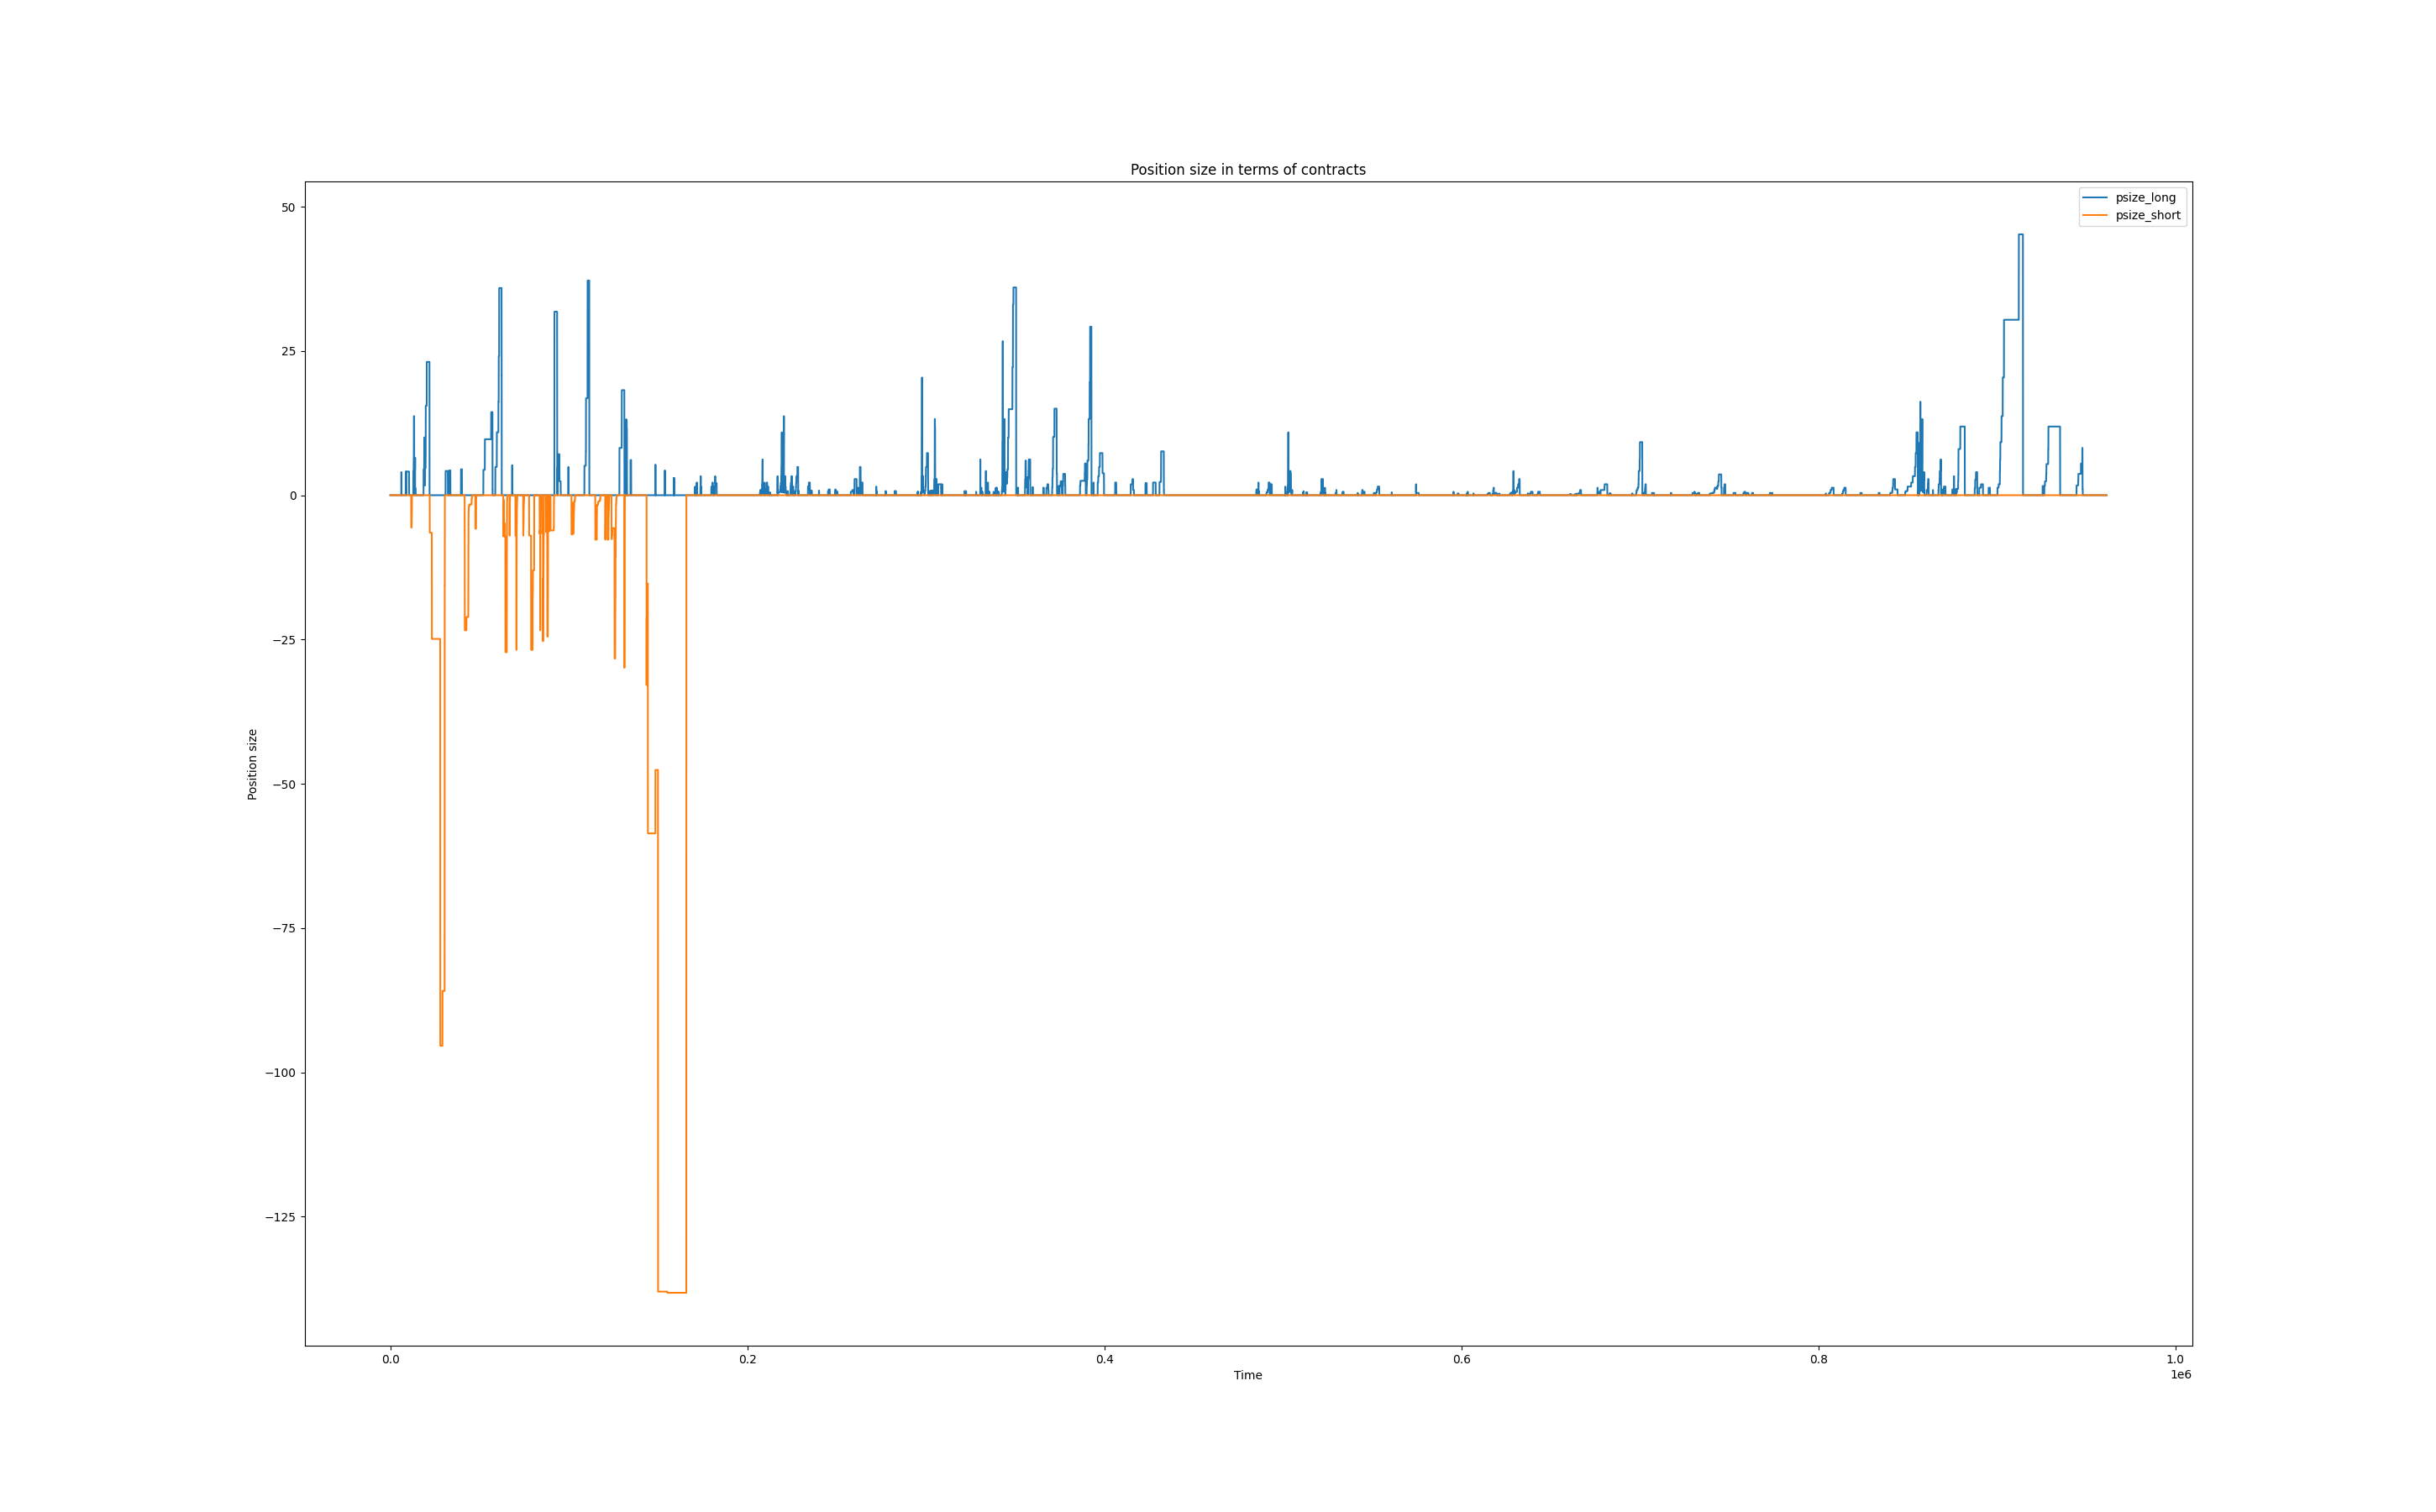 Position size in terms of contracts
psize_long
psize_short
50
25
0
−25
−50
−75
−100
−125
Position size
0.0 0.2 0.4 0.6 0.8 1.0
1e6
Time